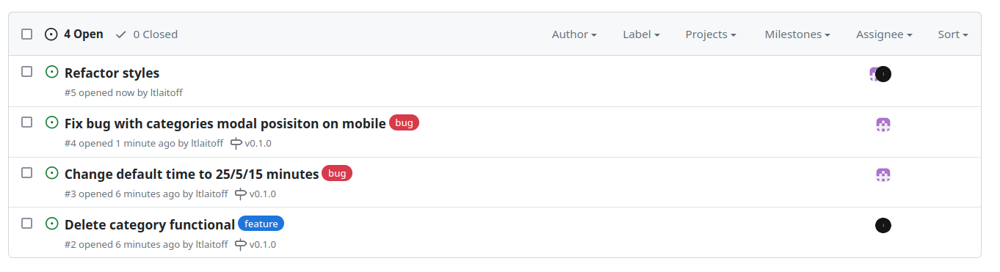 4 Open 0 Closed Author Label Projects Milestones Assignee Sort
Refactor styles
#5 opened now by ltlaitoff
Fix bug with categories modal posisiton on mobile bug
#4 opened 1 minute ago by ltlaitoff v0.1.0
Change default time to 25/5/15 minutes bug
#3 opened 6 minutes ago by ltlaitoff v0.1.0
Delete category functional feature
#2 opened 6 minutes ago by ltlaitoff v0.1.0